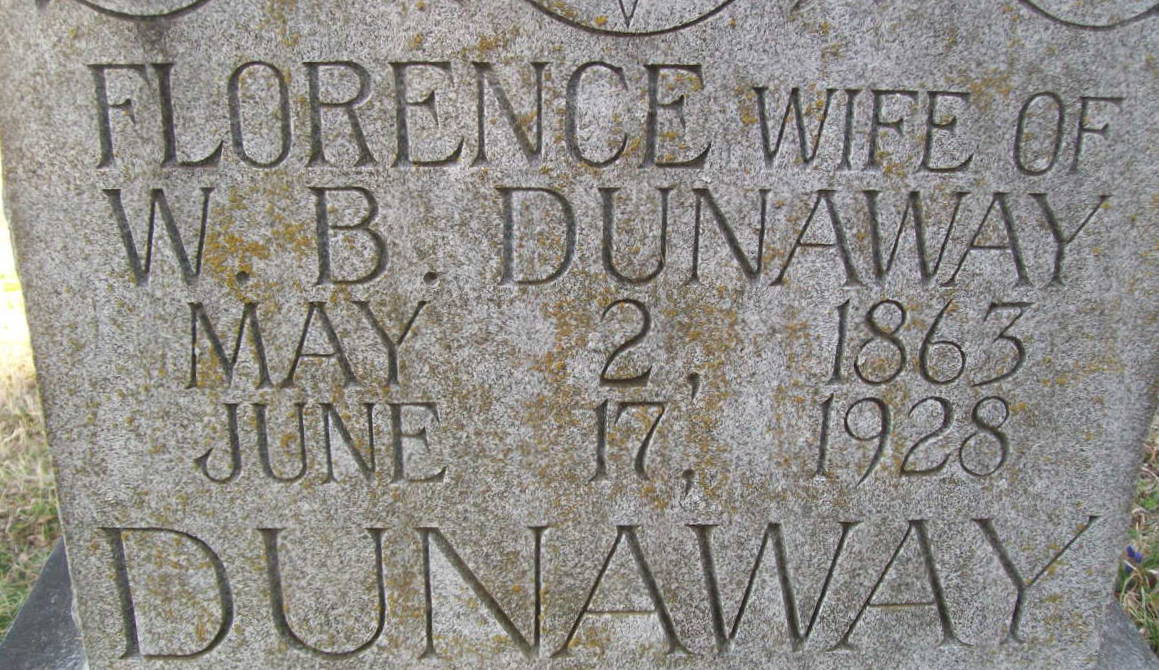 FLORENCE WIFE OF
W. B. DUNAWAY
MAY 2, 1863
JUNE 17, 1928
DUNAWAY